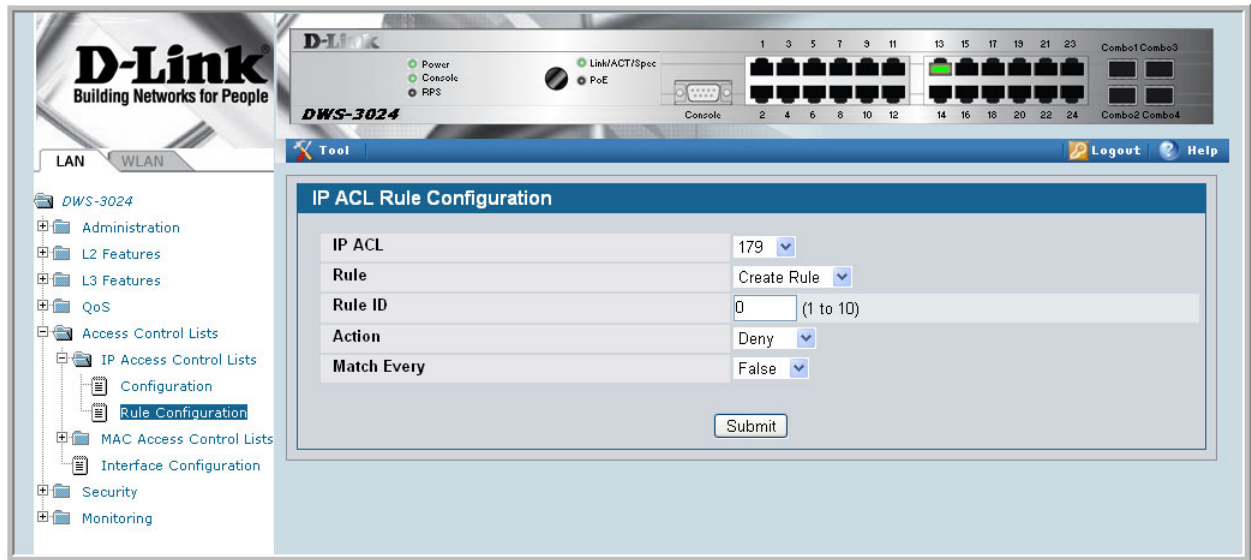 D-Link
Building Networks for People
D-Link
Power
Console
RPS
Link/ACT/Spec
PoE
DWS-3024
Console
1 3 5 7 9 11
13 15 17 19 21 23
2 4 6 8 10 12
14 16 18 20 22 24
Combo1 Combo3
Combo2 Combo4
LAN
WLAN
Tool
Logout
Help
DWS-3024
Administration
L2 Features
L3 Features
QoS
Access Control Lists
IP Access Control Lists
Configuration
Rule Configuration
MAC Access Control Lists
Interface Configuration
Security
Monitoring
IP ACL Rule Configuration
IP ACL 179
Rule Create Rule
Rule ID 0 (1 to 10)
Action Deny
Match Every False
Submit